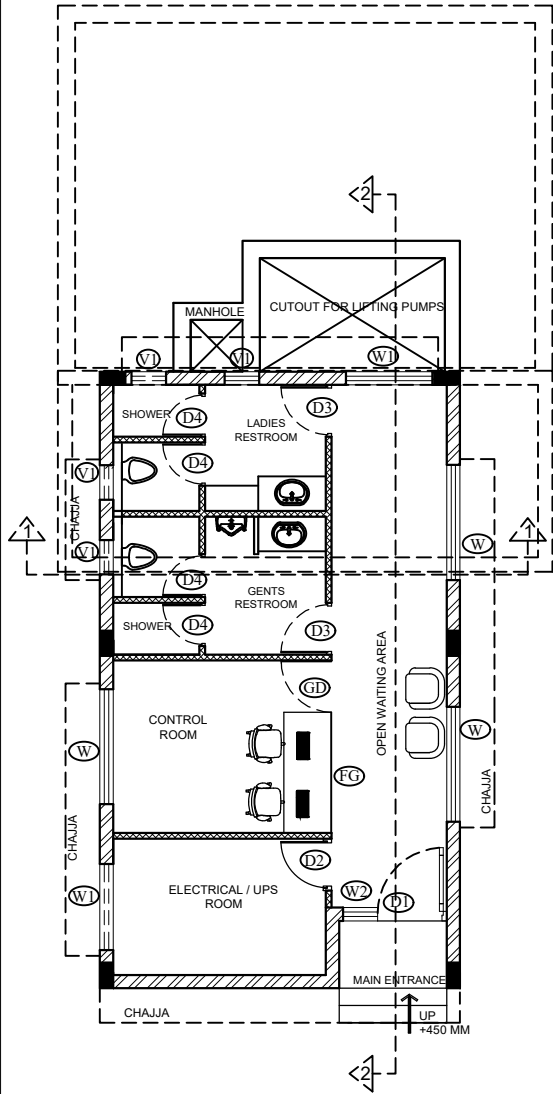 2
MANHOLE
CUTOUT FOR LIFTING PUMPS
V1
V1
W1
SHOWER
D4
LADIES
RESTROOM
D3
D4
V1
CHAJJA
1
1
W
V1
D4
GENTS
RESTROOM
SHOWER
D4
D3
GD
OPEN WAITING AREA
CONTROL
ROOM
W
W
FG
CHAJJA
CHAJJA
D2
ELECTRICAL / UPS
ROOM
W1
W2
D1
MAIN ENTRANCE
CHAJJA
UP
+450 MM
2